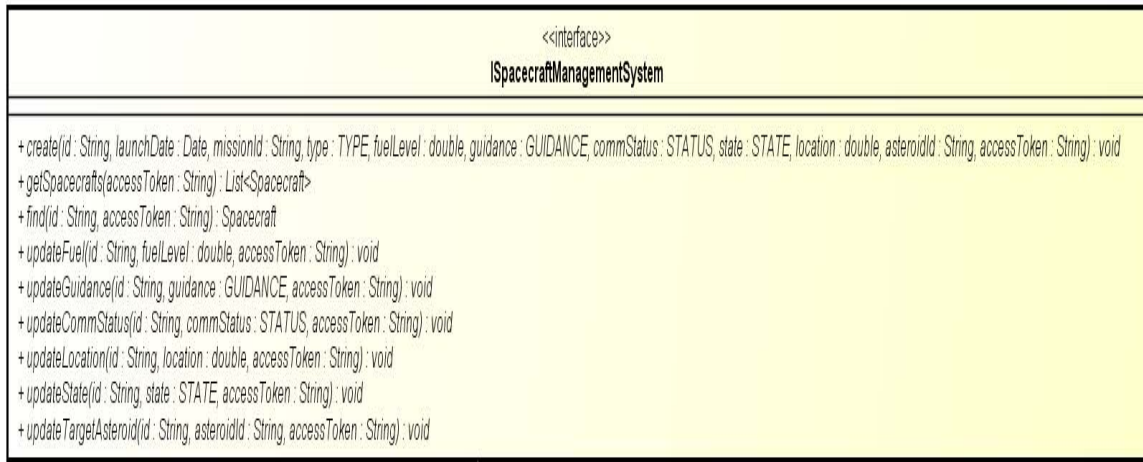 <<interface>>
ISpacecraftManagementSystem
+ create(id : String, launchDate : Date, missionId : String, type : TYPE, fuelLevel : double, guidance : GUIDANCE, commStatus : STATUS, state : STATE, location : double, asteroidId : String, accessToken : String) : void
+ getSpacecrafts(accessToken : String) : List<Spacecraft>
+ find(id : String, accessToken : String) : Spacecraft
+ updateFuel(id : String, fuelLevel : double, accessToken : String) : void
+ updateGuidance(id : String, guidance : GUIDANCE, accessToken : String) : void
+ updateCommStatus(id : String, commStatus : STATUS, accessToken : String) : void
+ updateLocation(id : String, location : double, accessToken : String) : void
+ updateState(id : String, state : STATE, accessToken : String) : void
+ updateTargetAsteroid(id : String, asteroidId : String, accessToken : String) : void